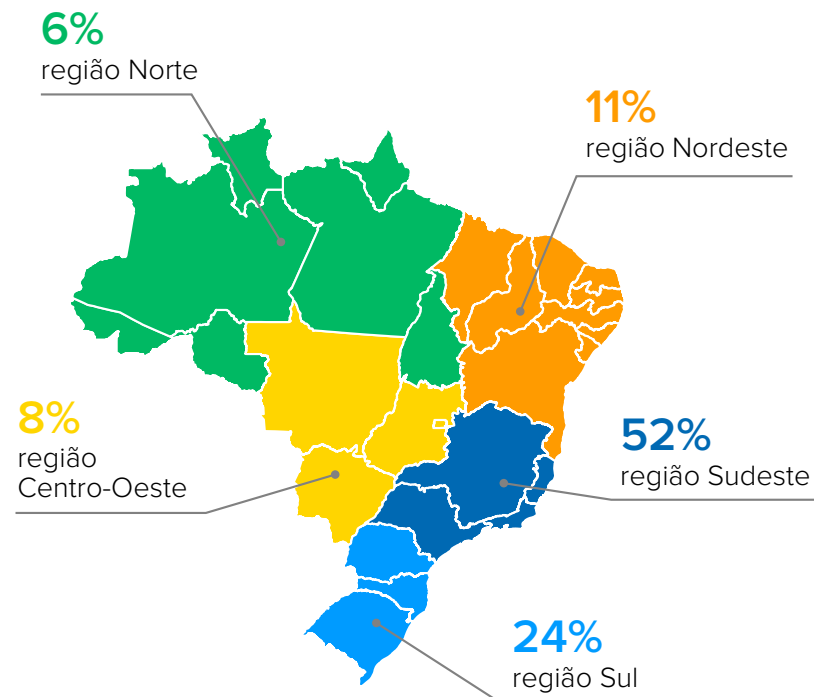 6%
região Norte
11%
região Nordeste
8%
região
Centro-Oeste
52%
região Sudeste
24%
região Sul